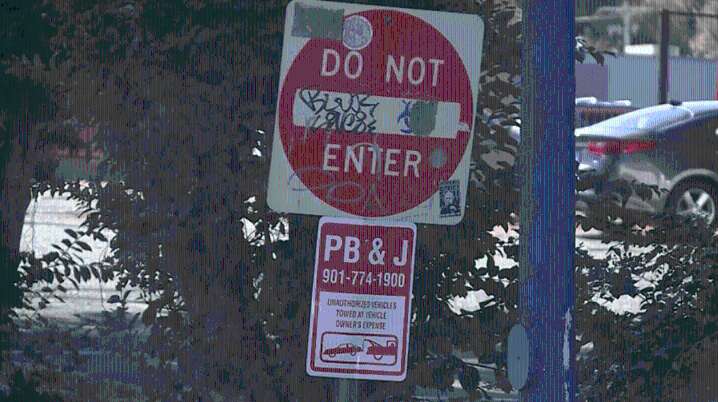 DO NOT
ENTER
PB & J
901-774-1900
UNAUTHORIZED VEHICLES
TOWED AT VEHICLE
OWNER'S EXPENSE